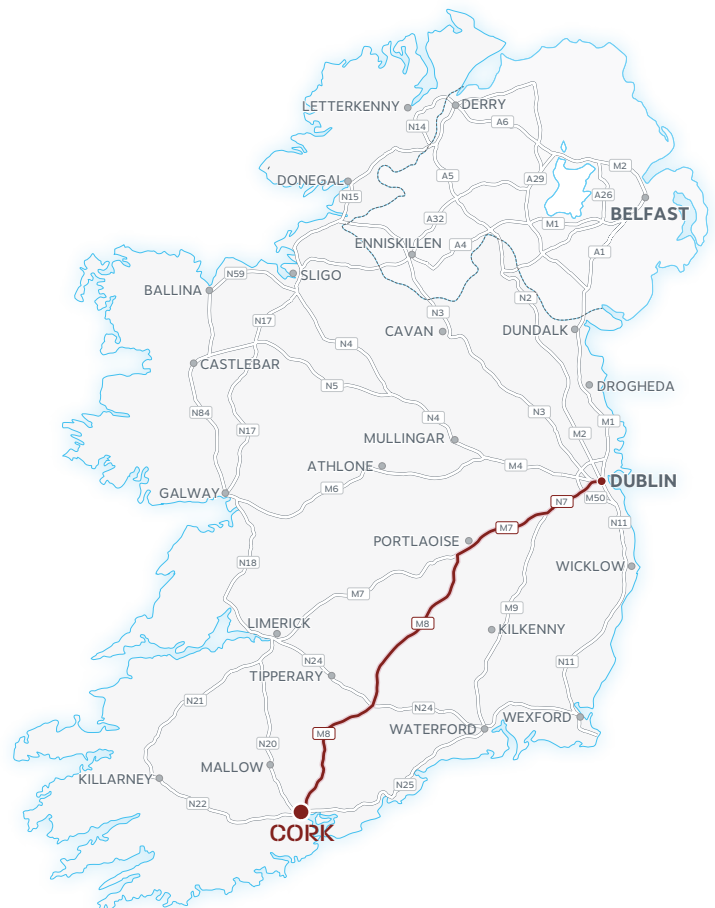 LETTERKENNY
DERRY
N14
A6
M2
DONEGAL
A5
A29
A26
N15
BELFAST
A32
M1
ENNISKILLEN
A4
A1
N59
SLIGO
BALLINA
N2
N3
N17
CAVAN
DUNDALK
N4
CASTLEBAR
N5
DROGHEDA
N84
N3
N4
M1
N17
M2
MULLINGAR
ATHLONE
M4
DUBLIN
M6
GALWAY
M50
N7
N11
M7
PORTLAOISE
N18
WICKLOW
M7
M9
LIMERICK
M8
KILKENNY
N24
N11
TIPPERARY
N21
N24
WEXFORD
WATERFORD
M8
N20
MALLOW
KILLARNEY
N25
N22
CORK